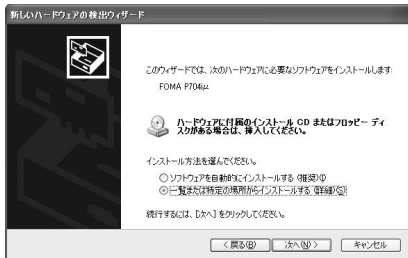 新しいハードウェアの検出ウィザード
このウィザードでは、次のハードウェアに必要なソフトウェアをインストールします:
FOMA P704iμ
ハードウェアに付属のインストール CD またはフロッピー ディ
スクがある場合は、挿入してください。
インストール方法を選んでください。
ソフトウェアを自動的にインストールする (推奨)(I)
一覧または特定の場所からインストールする (詳細)(S)
続行するには、[次へ] をクリックしてください。
< 戻る(B) 次へ(N) > キャンセル